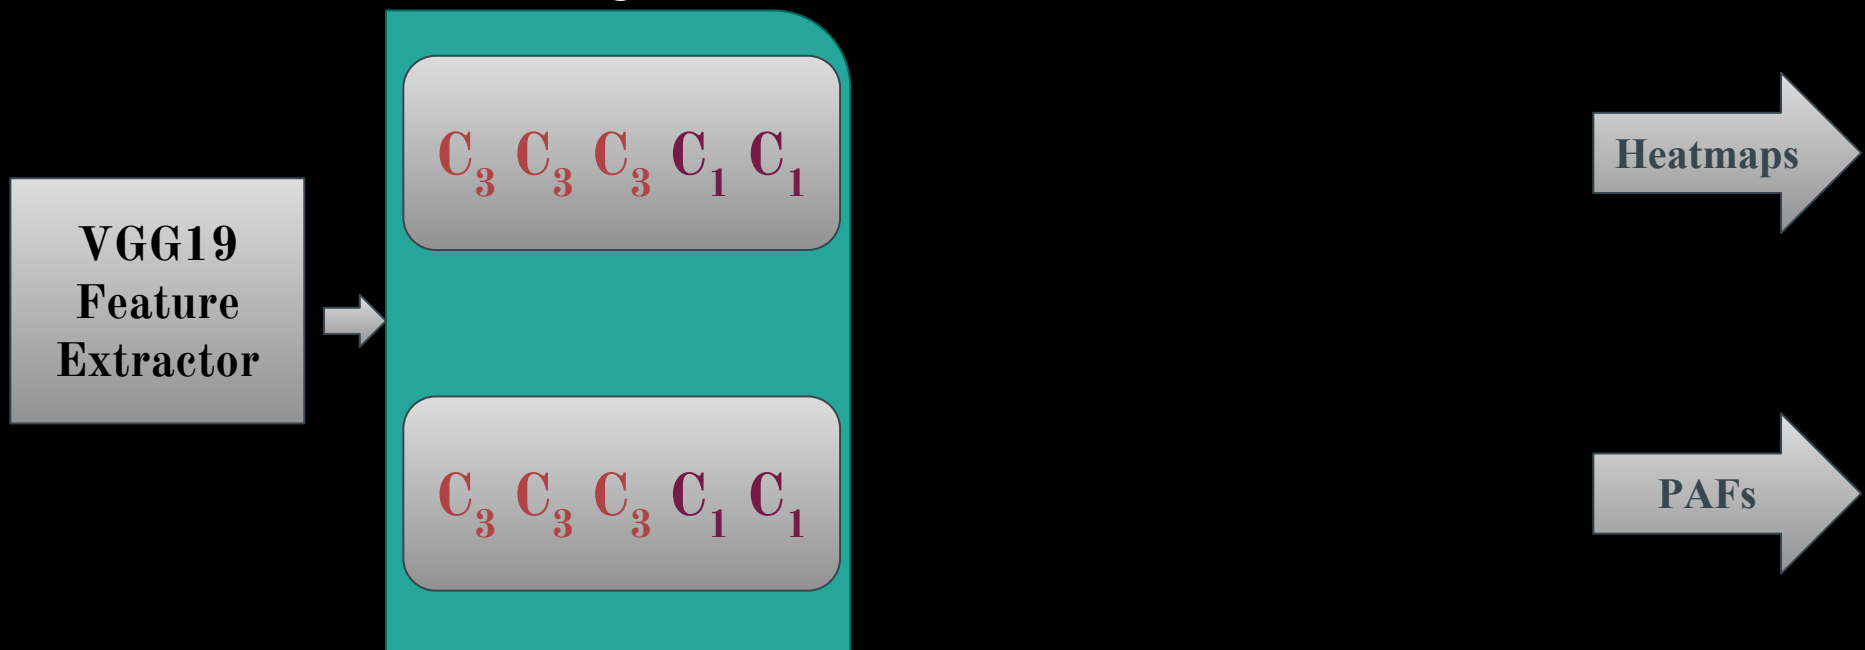 VGG19
Feature
Extractor
C₃ C₃ C₃ C₁ C₁
C₃ C₃ C₃ C₁ C₁
Heatmaps
PAFs